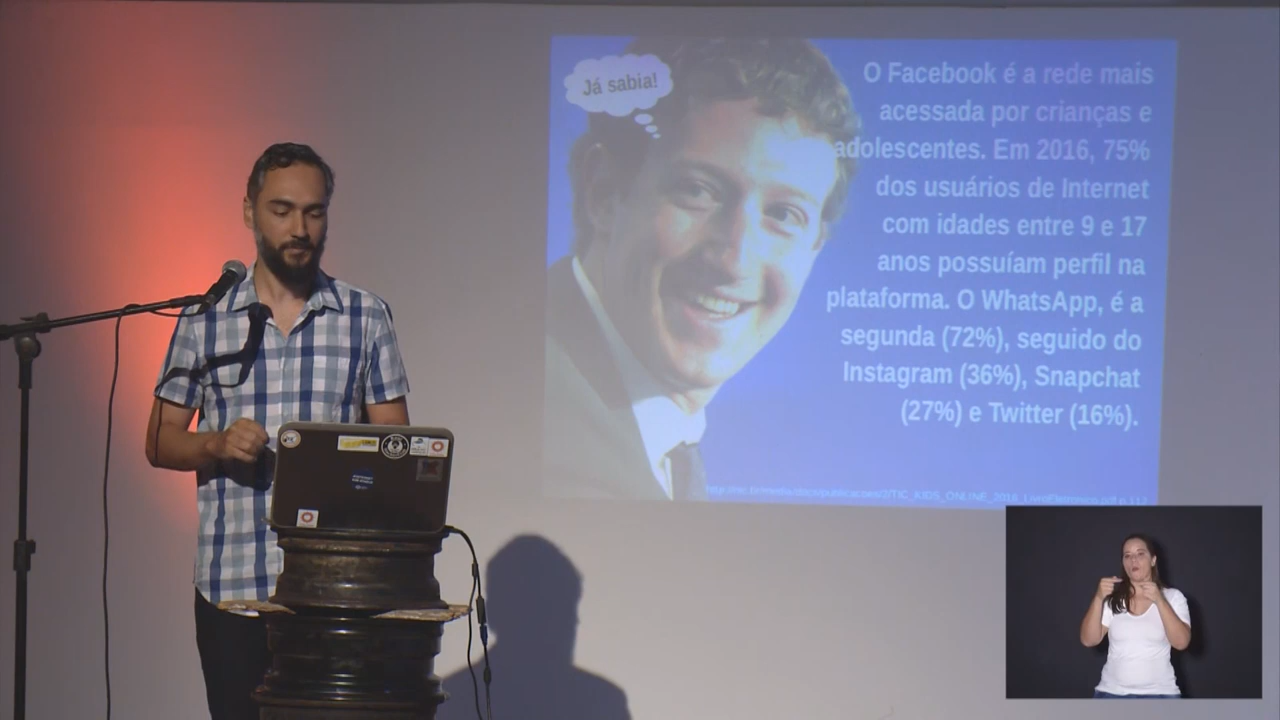 Já sabia!
O Facebook é a rede mais
acessada por crianças e
adolescentes. Em 2016, 75%
dos usuários de Internet
com idades entre 9 e 17
anos possuíam perfil na
plataforma. O WhatsApp, é a
segunda (72%), seguido do
Instagram (36%), Snapchat
(27%) e Twitter (16%).